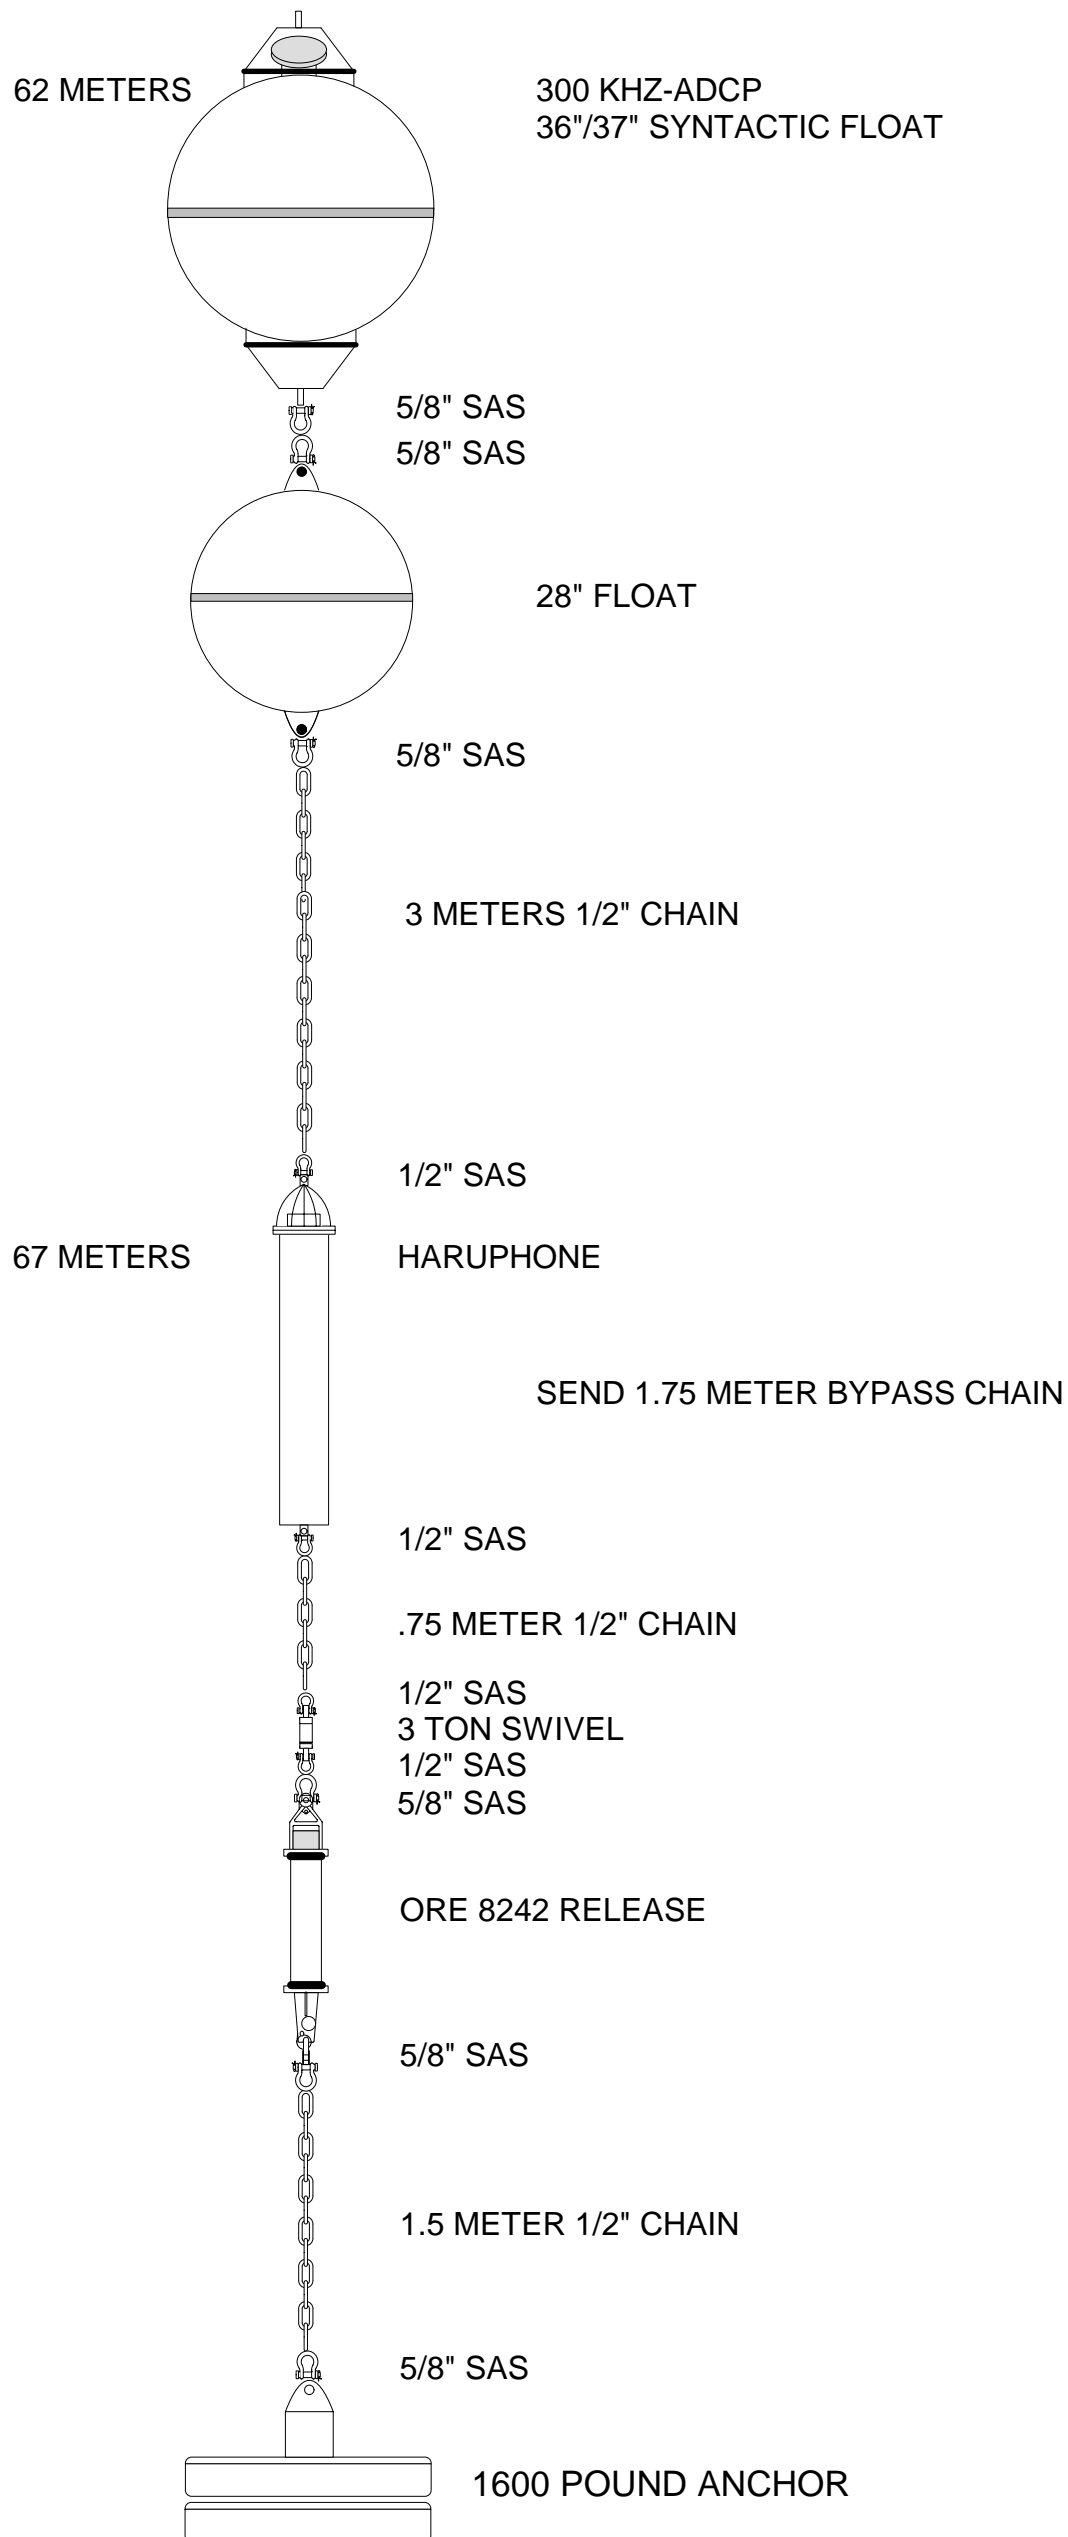 62 METERS
300 KHZ-ADCP
36"/37" SYNTACTIC FLOAT
5/8" SAS
5/8" SAS
28" FLOAT
5/8" SAS
3 METERS 1/2" CHAIN
1/2" SAS
67 METERS
HARUPHONE
SEND 1.75 METER BYPASS CHAIN
1/2" SAS
.75 METER 1/2" CHAIN
1/2" SAS
3 TON SWIVEL
1/2" SAS
5/8" SAS
ORE 8242 RELEASE
5/8" SAS
1.5 METER 1/2" CHAIN
5/8" SAS
1600 POUND ANCHOR